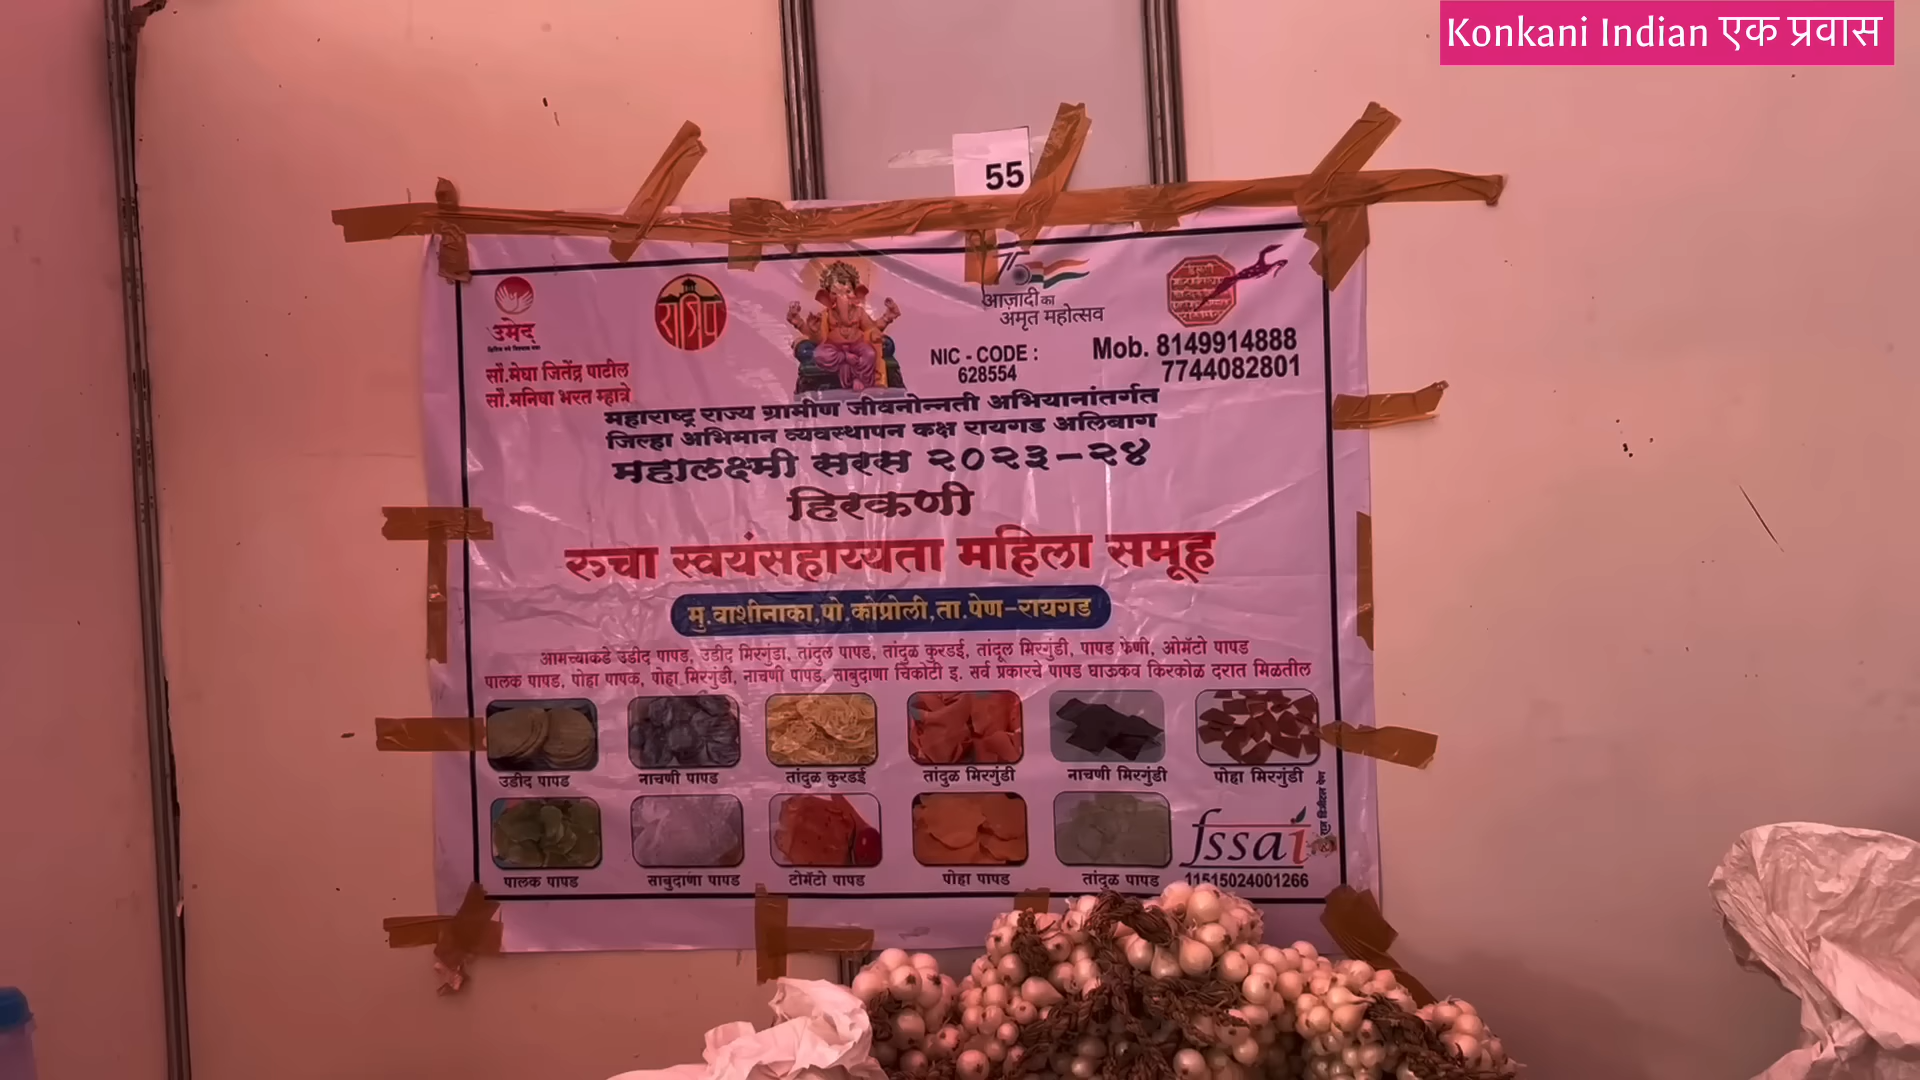 Konkani Indian एक प्रवास
55
उमेद
राजिप
आज़ादी का
अमृत महोत्सव
NIC - CODE :
628554
Mob. 8149914888
7744082801
सौ.मेघा जितेंद्र पाटील
सौ.मनिषा भरत म्हात्रे
महाराष्ट्र राज्य ग्रामीण जीवनोन्नती अभियानांतर्गत
जिल्हा अभिमान व्यवस्थापन कक्ष रायगड अलिबाग
महालक्ष्मी सरस २०२३-२४
हिरकणी
रुचा स्वयंसहाय्यता महिला समूह
मु.वाशीनाका,पो.कोप्रोली,ता.पेण-रायगड
आमच्याकडे उडीद पापड, उडीद मिरगुंडा, तांदुल पापड, तांदुळ कुरडई, तांदूल मिरगुंडी, पापड फेणी, ओमॅटो पापड
पालक पापड, पोहा पापक, पोहा मिरगुंडी, नाचणी पापड, साबुदाणा चिकोटी इ. सर्व प्रकारचे पापड घाऊकव किरकोळ दरात मिळतील
उडीद पापड
नाचणी पापड
तांदुळ कुरडई
तांदुळ मिरगुंडी
नाचणी मिरगुंडी
पोहा मिरगुंडी
पालक पापड
साबुदाणा पापड
टोमॅटो पापड
पोहा पापड
तांदुळ पापड
fssai
11515024001266